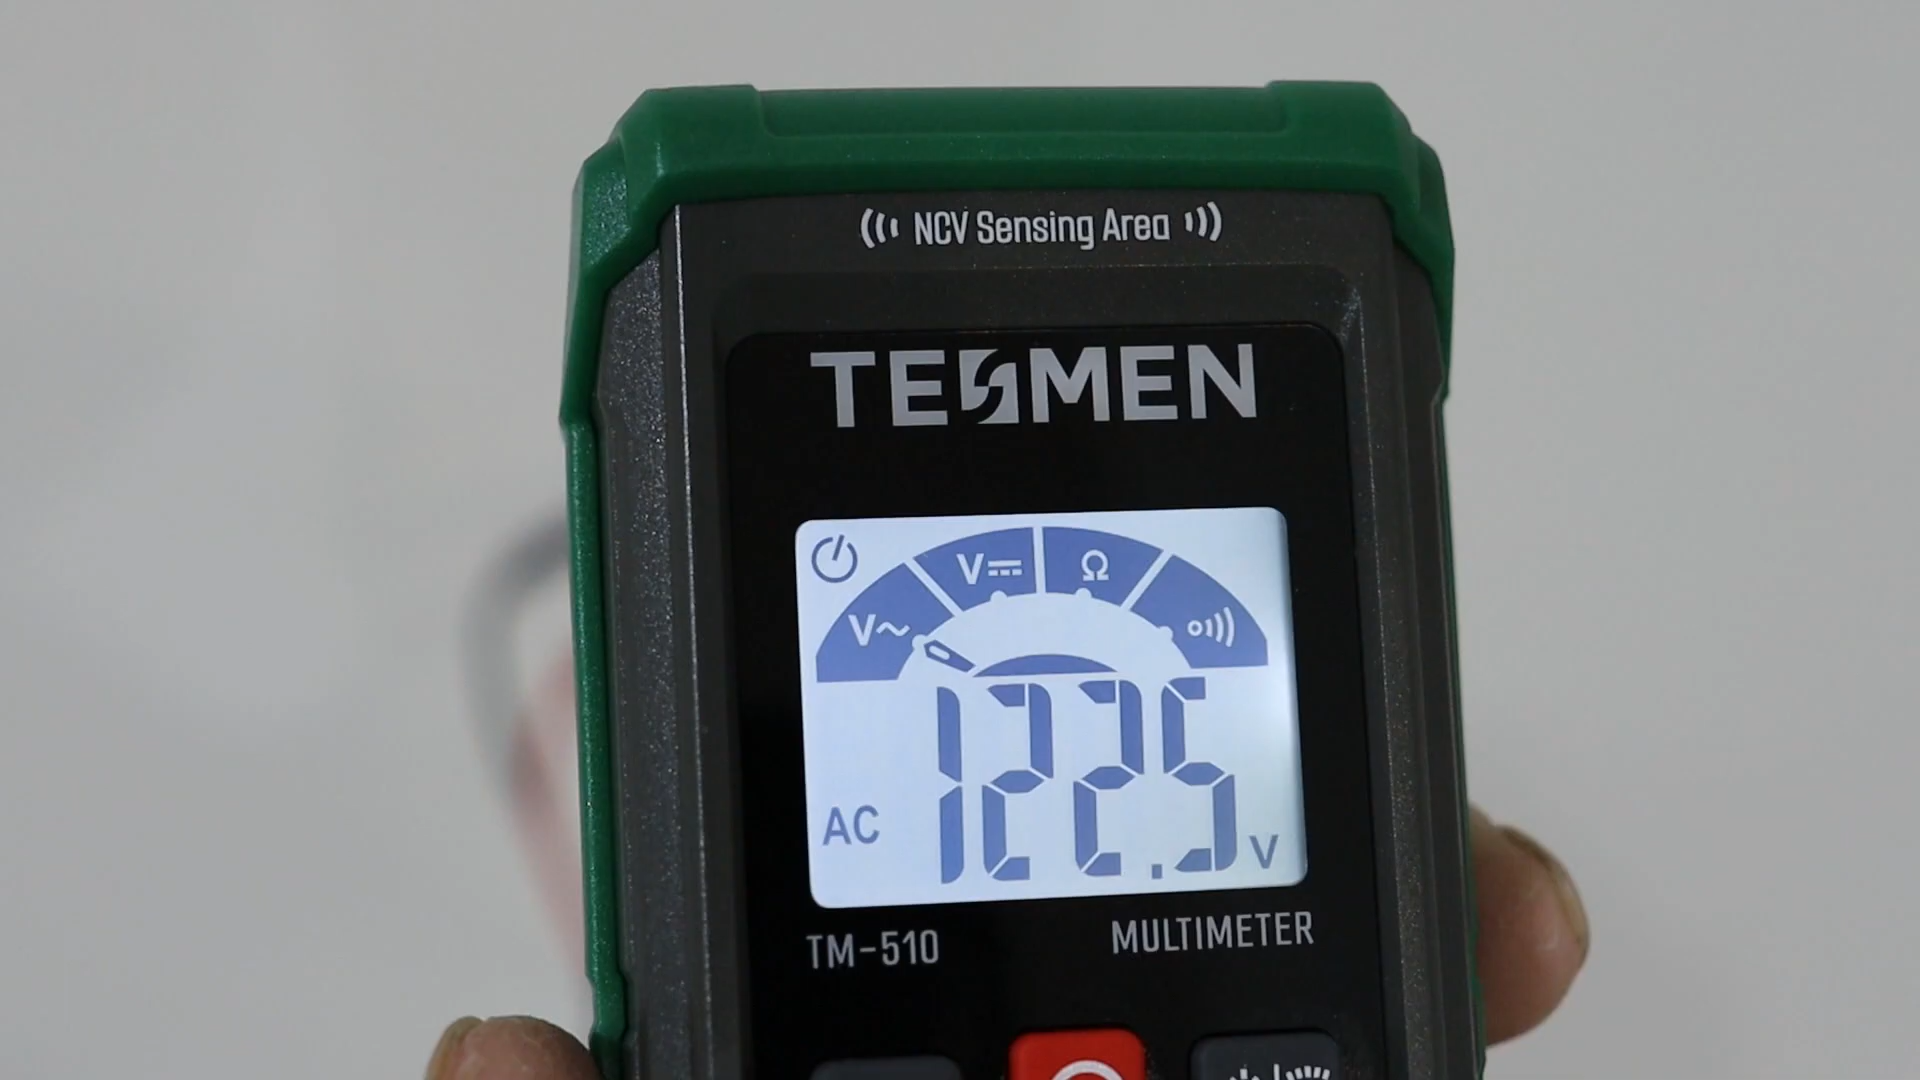 NCV Sensing Area
TESMEN
V⎓ Ω
V~
AC 122.5 V
TM-510 MULTIMETER